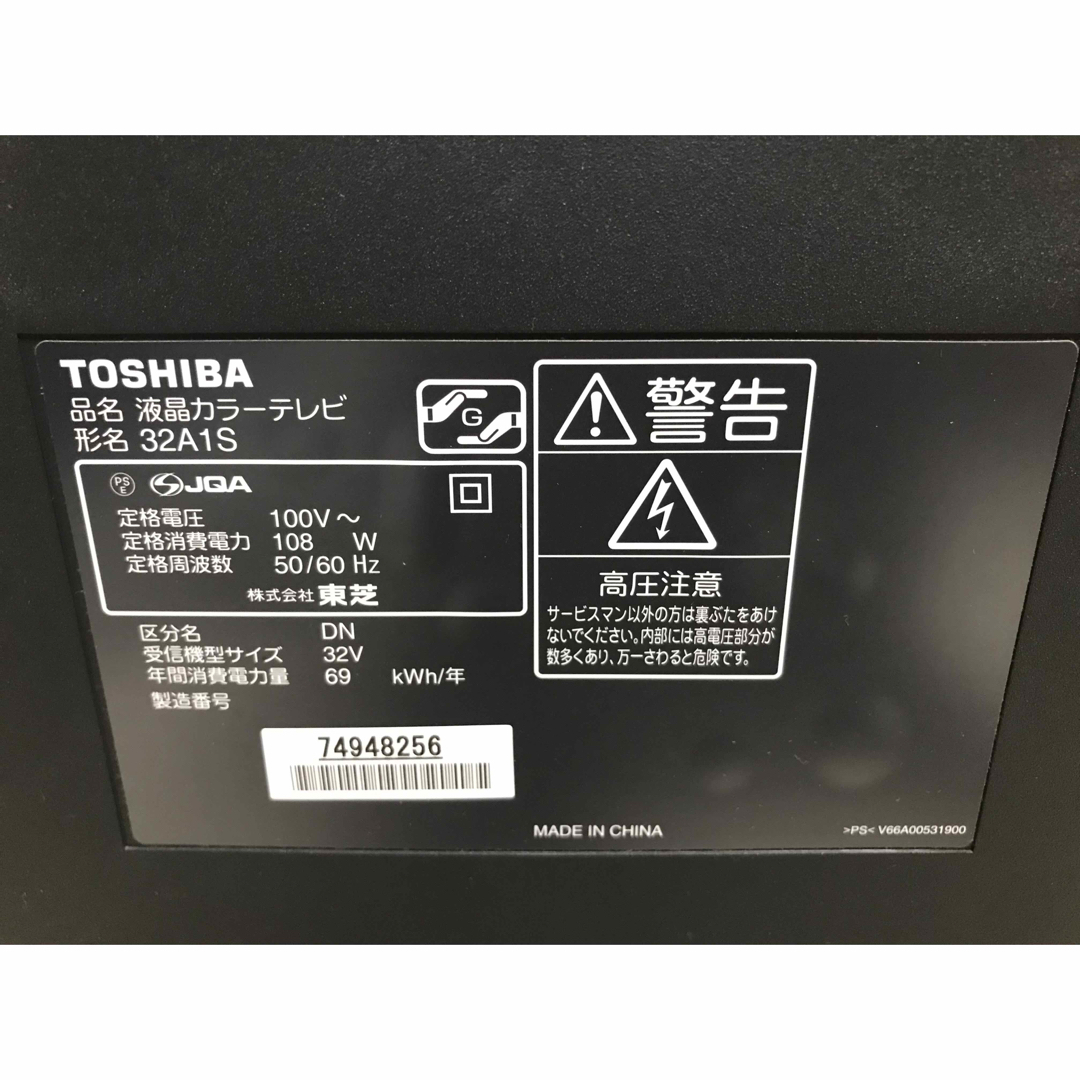 TOSHIBA
品名 液晶カラーテレビ
形名 32A1S
G
PS
E
JQA
定格電圧 100V～
定格消費電力 108 W
定格周波数 50/60 Hz
株式会社 東芝
区分名 DN
受信機型サイズ 32V
年間消費電力量 69 kWh/年
製造番号
74948256
警告
高圧注意
サービスマン以外の方は裏ぶたをあけ
ないでください。内部には高電圧部分が
数多くあり、万一さわると危険です。
MADE IN CHINA
>PS< V66A00531900